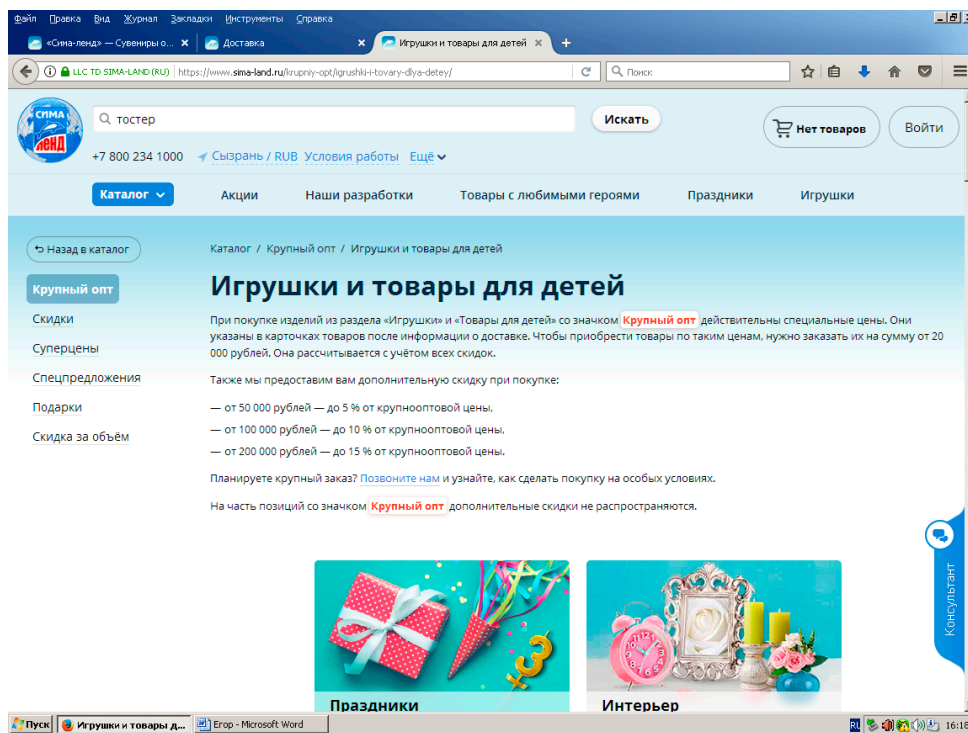 Файл Правка Вид Журнал Закладки Инструменты Справка
«Сима-ленд» — Сувениры о...
Доставка
Игрушки и товары для детей
LLC TD SIMA-LAND (RU)
https://www.sima-land.ru/krupniy-opt/igrushki-i-tovary-dlya-detey/
Поиск
СИМА
ЛЕНД
тостер
Искать
Нет товаров
Войти
+7 800 234 1000
Сызрань / RUB
Условия работы
Ещё
Каталог
Акции
Наши разработки
Товары с любимыми героями
Праздники
Игрушки
Назад в каталог
Каталог / Крупный опт / Игрушки и товары для детей
Крупный опт
Скидки
Суперцены
Спецпредложения
Подарки
Скидка за объём
Игрушки и товары для детей
При покупке изделий из раздела «Игрушки» и «Товары для детей» со значком Крупный опт действительны специальные цены. Они
указаны в карточках товаров после информации о доставке. Чтобы приобрести товары по таким ценам, нужно заказать их на сумму от 20
000 рублей. Она рассчитывается с учётом всех скидок.
Также мы предоставим вам дополнительную скидку при покупке:
— от 50 000 рублей — до 5 % от крупнооптовой цены,
— от 100 000 рублей — до 10 % от крупнооптовой цены,
— от 200 000 рублей — до 15 % от крупнооптовой цены.
Планируете крупный заказ? Позвоните нам и узнайте, как сделать покупку на особых условиях.
На часть позиций со значком Крупный опт дополнительные скидки не распространяются.
Консультант
Праздники
Интерьер
Пуск
Игрушки и товары д...
Егор - Microsoft Word
RU
16:18